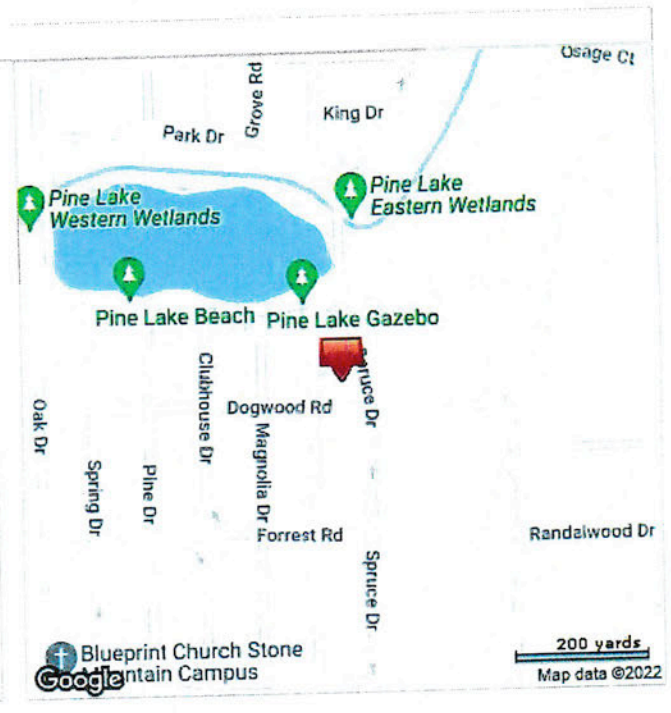 Osage Ct
Grove Rd
King Dr
Park Dr
Pine Lake
Western Wetlands
Pine Lake
Eastern Wetlands
Pine Lake Beach
Pine Lake Gazebo
Spruce Dr
Clubhouse Dr
Dogwood Rd
Oak Dr
Magnolia Dr
Spring Dr
Pine Dr
Forrest Rd
Randalwood Dr
Spruce Dr
Blueprint Church Stone
Mountain Campus
Google
200 yards
Map data ©2022